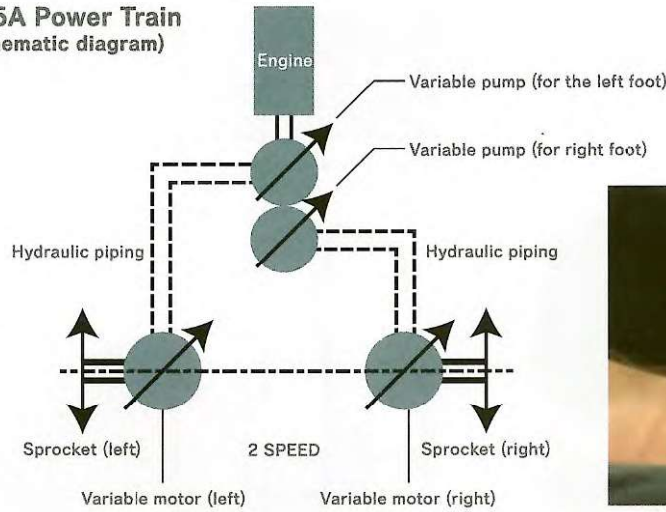 5A Power Train
ematic diagram)
Engine
Variable pump (for the left foot)
Variable pump (for right foot)
Hydraulic piping
Hydraulic piping
Sprocket (left)
2 SPEED
Sprocket (right)
Variable motor (left)
Variable motor (right)